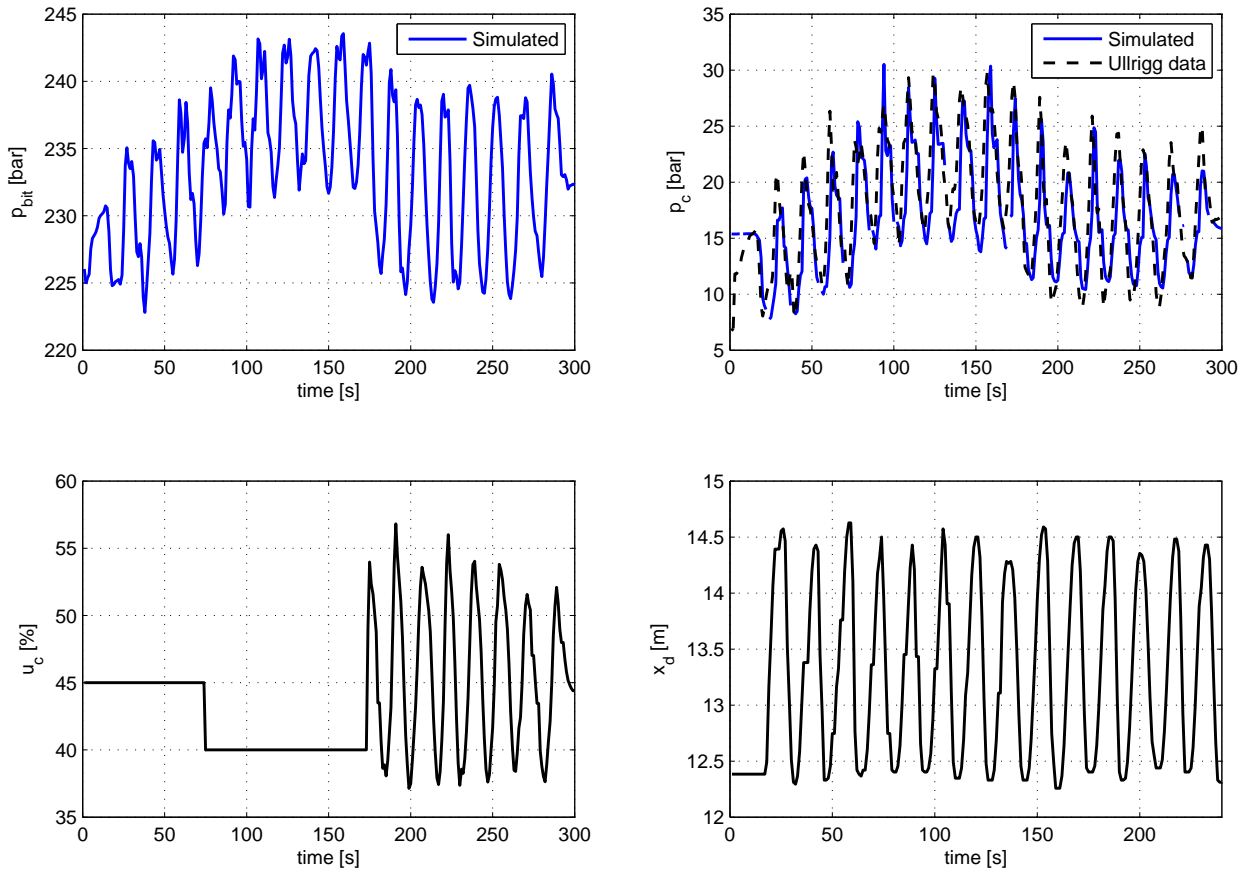 245
240
235
230
225
220
p_bit [bar]
Simulated
0 50 100 150 200 250 300
time [s]
35
30
25
20
15
10
5
p_c [bar]
Simulated
Ullrigg data
0 50 100 150 200 250 300
time [s]
60
55
50
45
40
35
u_c [%]
0 50 100 150 200 250 300
time [s]
15
14.5
14
13.5
13
12.5
12
x_d [m]
0 50 100 150 200
time [s]